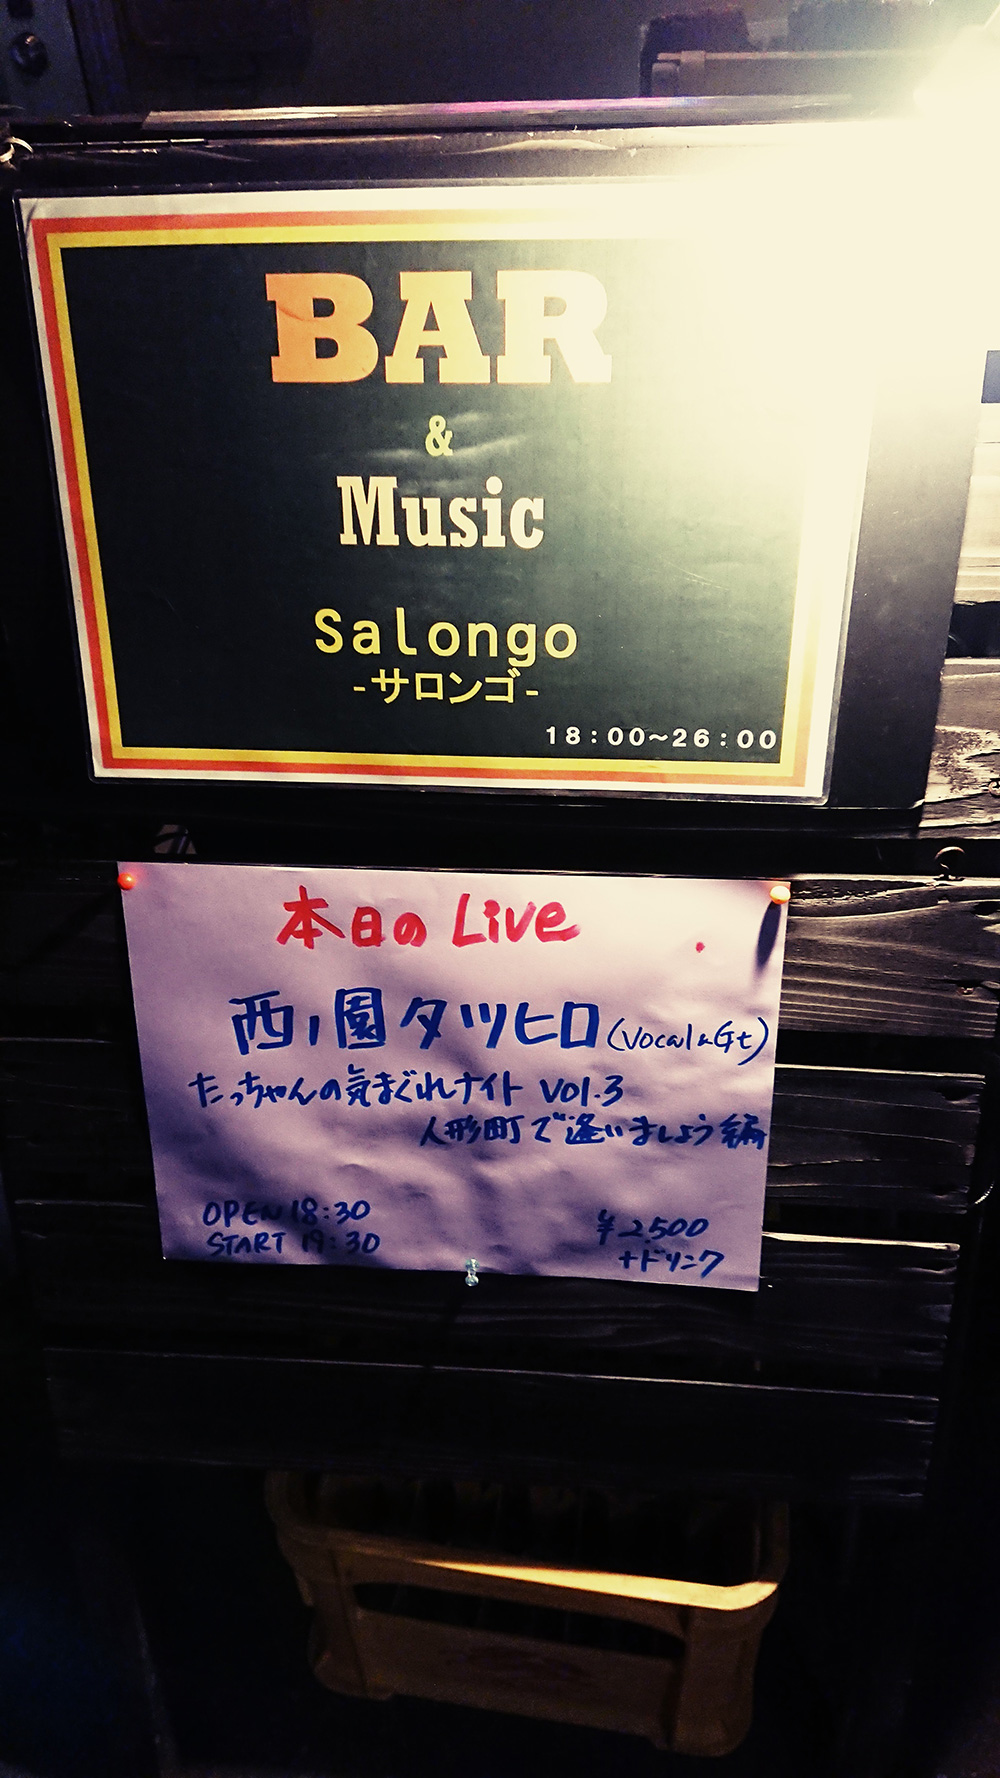 BAR
&
Music
Salongo
-サロンゴ-
18:00~26:00
本日の Live
西ノ園タツヒロ(Vocal & Gt)
たっちゃんの気まぐれナイト vol.3
人形町で逢いましょう編
OPEN 18:30
START 19:30
¥2.500
+ドリンク